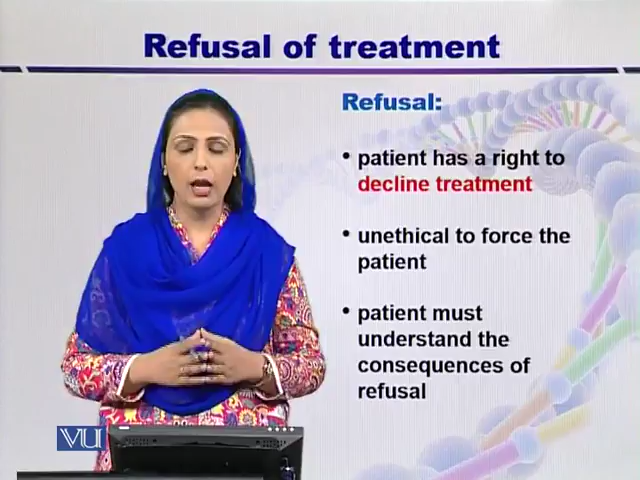 Refusal of treatment
Refusal:
• patient has a right to
decline treatment
• unethical to force the
patient
• patient must
understand the
consequences of
refusal
VU